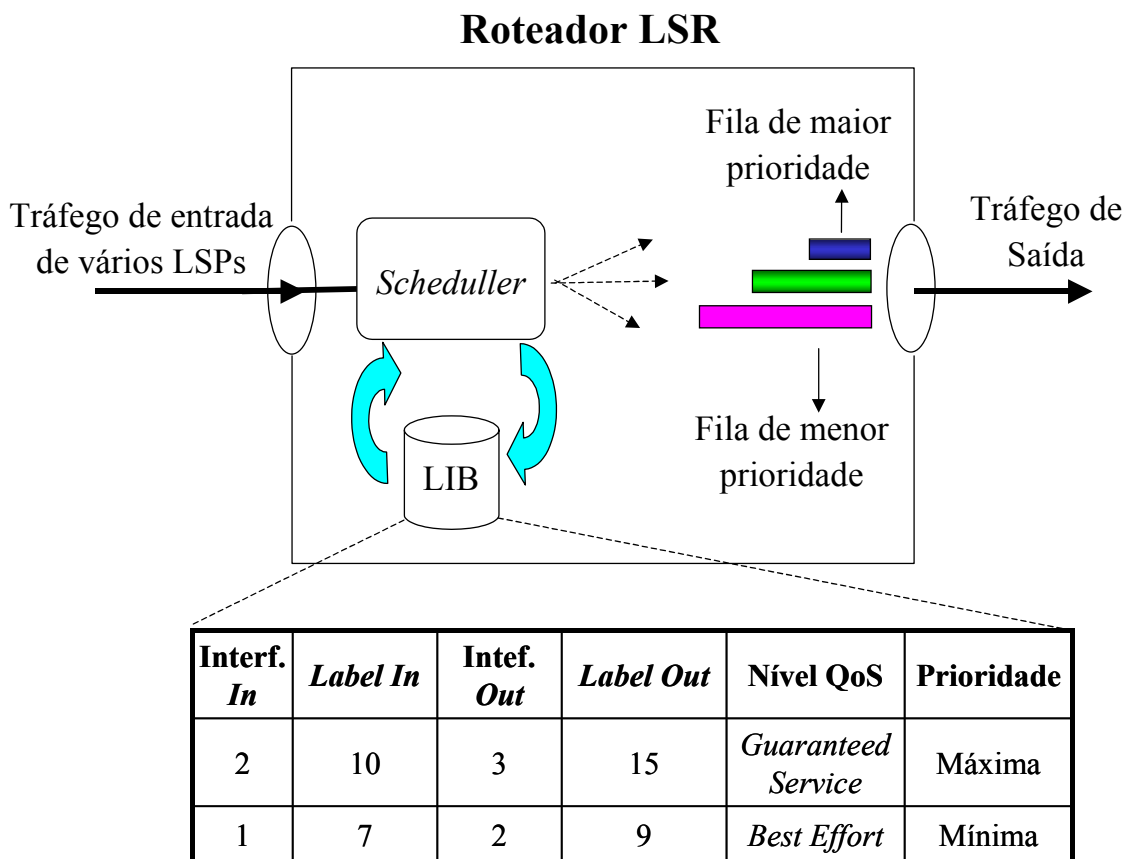 Roteador LSR
Fila de maior
prioridade
Tráfego de entrada
de vários LSPs
Scheduller
Tráfego de
Saída
Fila de menor
prioridade
LIB
Interf. In Label In Intef. Out Label Out Nível QoS Prioridade
2 10 3 15 Guaranteed Service Máxima
1 7 2 9 Best Effort Mínima